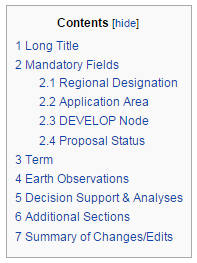 Contents [hide]
1 Long Title
2 Mandatory Fields
2.1 Regional Designation
2.2 Application Area
2.3 DEVELOP Node
2.4 Proposal Status
3 Term
4 Earth Observations
5 Decision Support & Analyses
6 Additional Sections
7 Summary of Changes/Edits